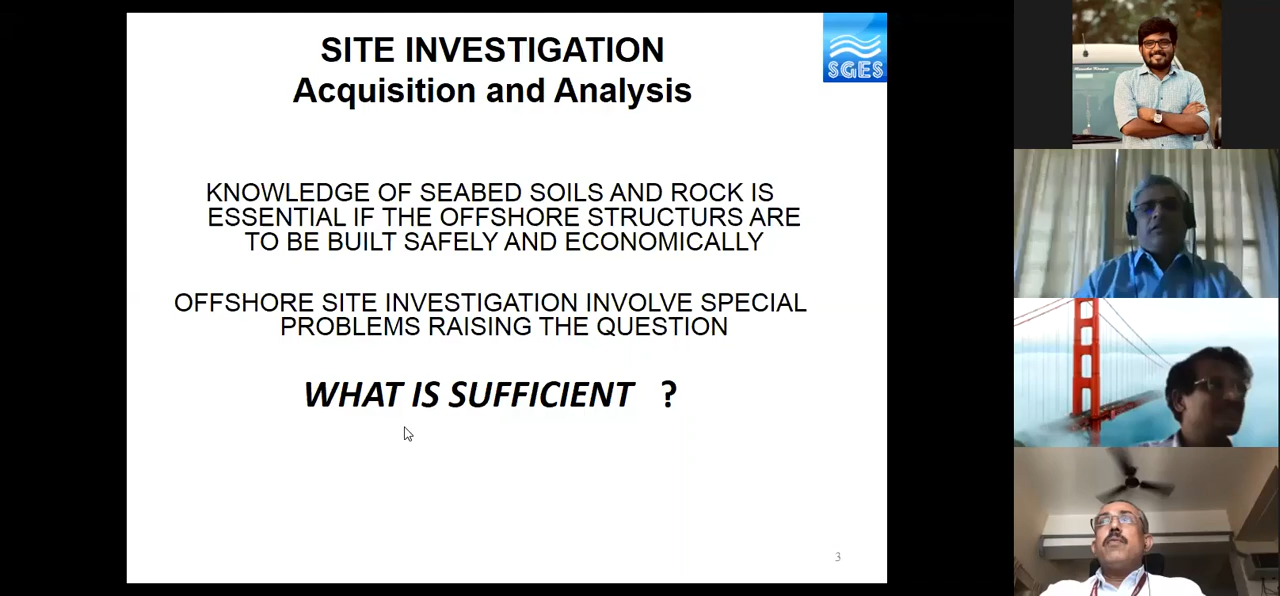 SITE INVESTIGATION
Acquisition and Analysis
SGES
KNOWLEDGE OF SEABED SOILS AND ROCK IS
ESSENTIAL IF THE OFFSHORE STRUCTURS ARE
TO BE BUILT SAFELY AND ECONOMICALLY
OFFSHORE SITE INVESTIGATION INVOLVE SPECIAL
PROBLEMS RAISING THE QUESTION
WHAT IS SUFFICIENT ?
3